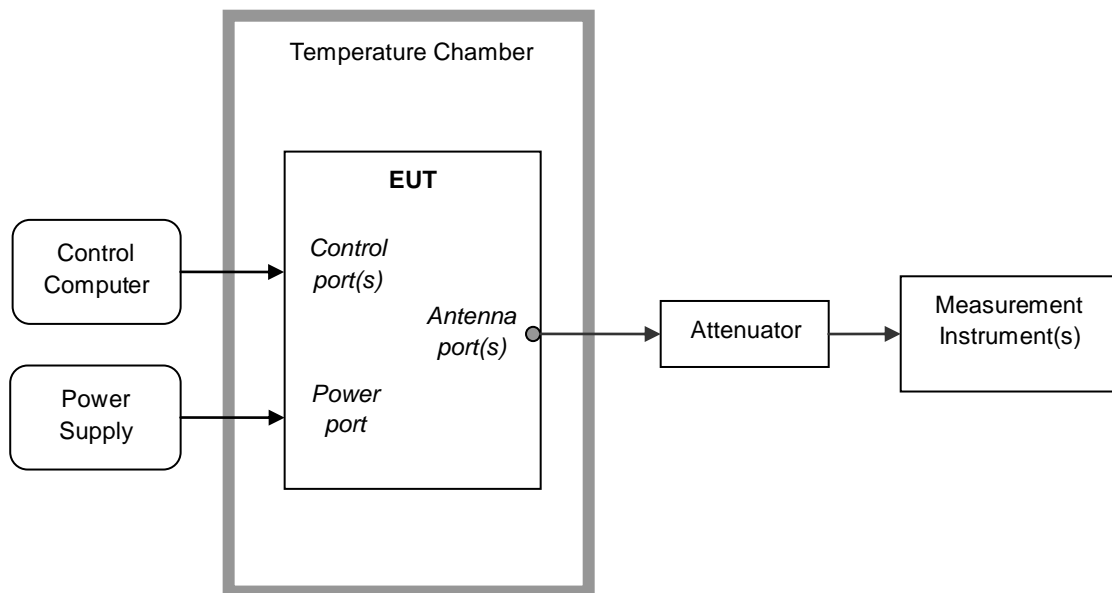 Temperature Chamber
EUT
Control
Computer
Control
port(s)
Antenna
port(s)
Attenuator
Measurement
Instrument(s)
Power
Supply
Power
port